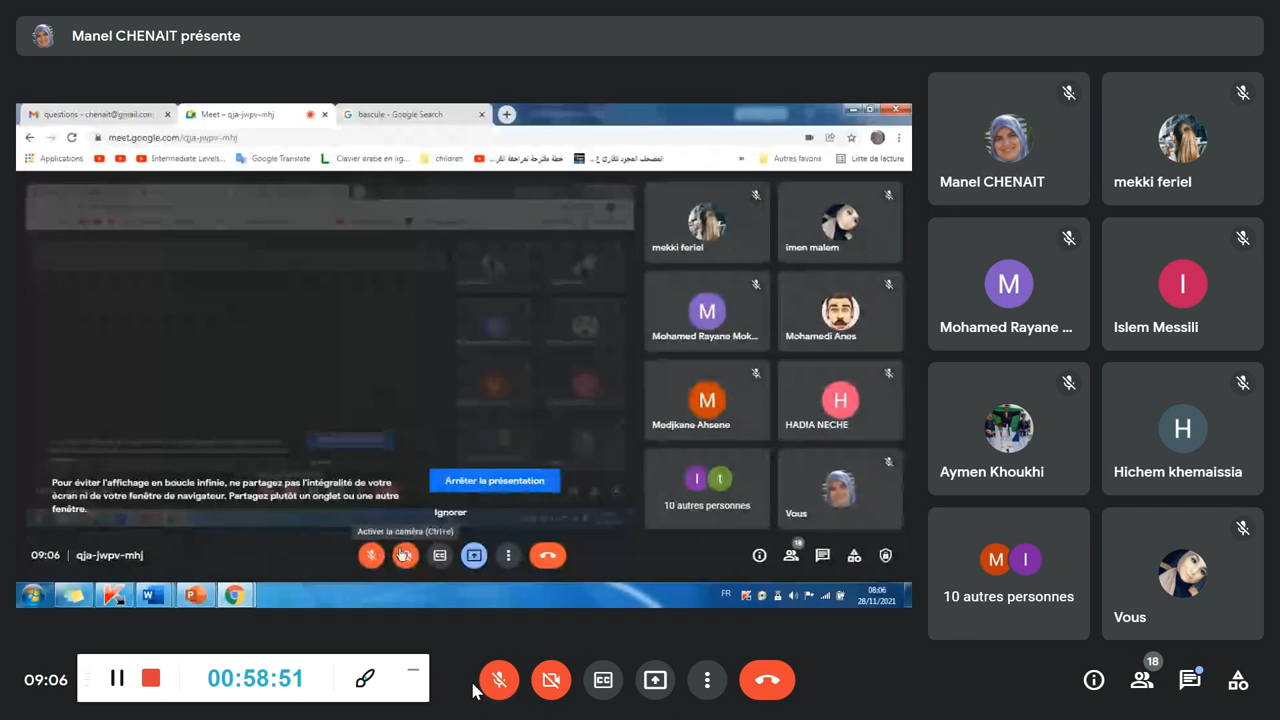 Manel CHENAIT présente
questions - chenait@gmail.com
Meet – qja-jwpv-mhj
bascule - Google Search
meet.google.com/qja-jwpv-mhj
Applications
Intermediate Levels...
Google Translate
Clavier arabe en lig...
children
Autres favoris
Liste de lecture
mekki feriel
imen malem
Mohamed Rayane Mok...
Mohamedi Anes
Medjkane Ahsene
HADIA NECHE
10 autres personnes
Vous
Pour éviter l'affichage en boucle infinie, ne partagez pas l'intégralité de votre
écran ni de votre fenêtre de navigateur. Partagez plutôt un onglet ou une autre
fenêtre.
Arrêter la présentation
Ignorer
Activer la caméra (Ctrl+e)
09:06 | qja-jwpv-mhj
18
FR
08:06
28/11/2021
Manel CHENAIT
mekki feriel
Mohamed Rayane ...
Islem Messili
Aymen Khoukhi
Hichem khemaissia
10 autres personnes
Vous
09:06
00:58:51
18